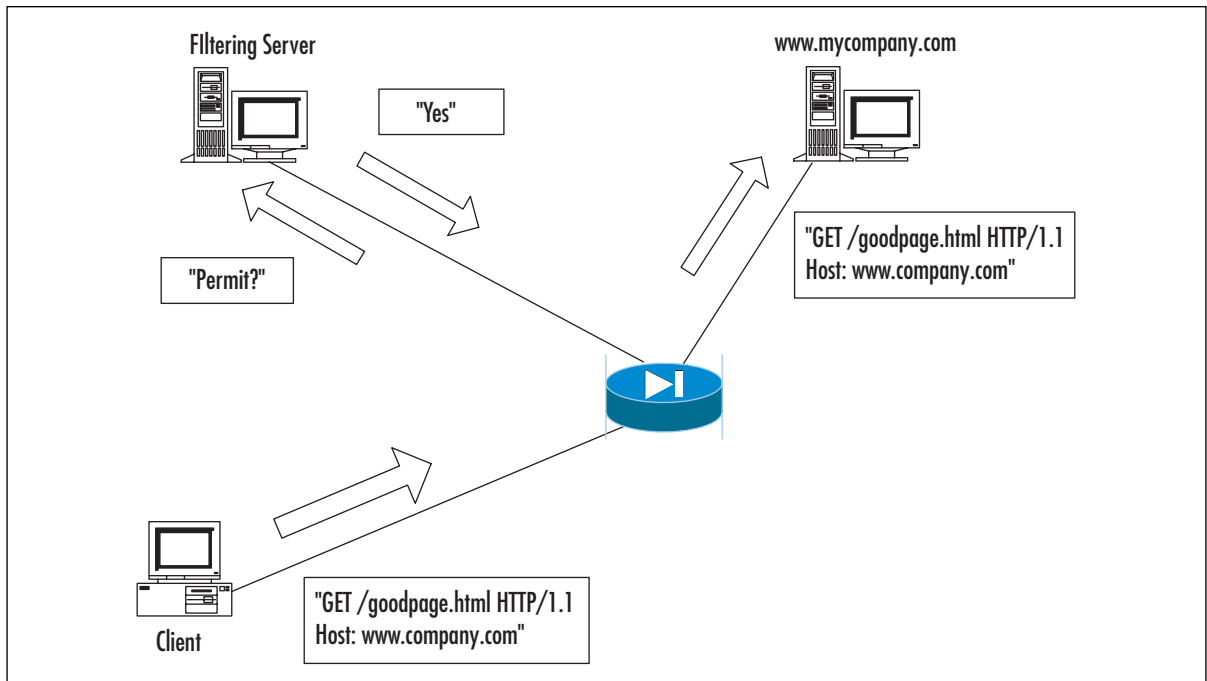 FIltering Server
www.mycompany.com
"Yes"
"Permit?"
"GET /goodpage.html HTTP/1.1
Host: www.company.com"
"GET /goodpage.html HTTP/1.1
Host: www.company.com"
Client